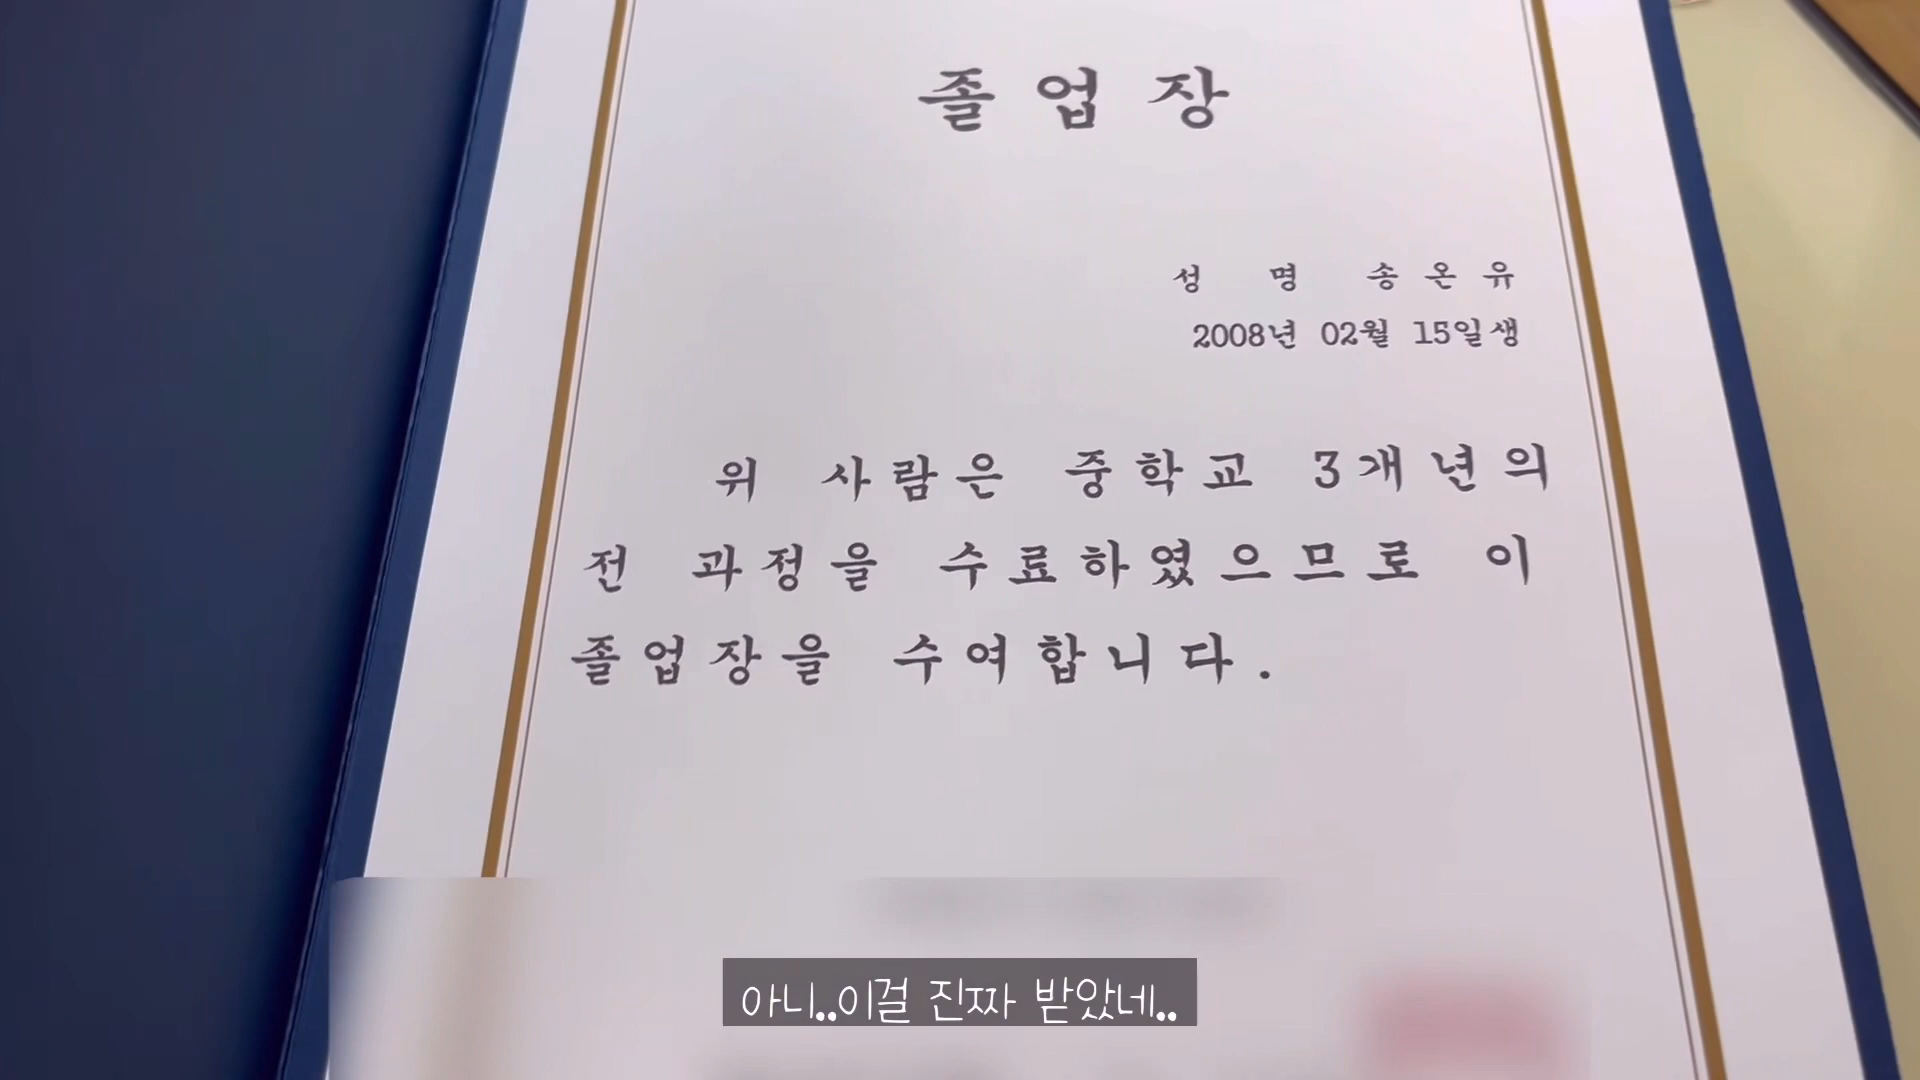 졸업장
성 명 송온유
2008년 02월 15일생
위 사람은 중학교 3개년의
전 과정을 수료하였으므로 이
졸업장을 수여합니다.
아니..이걸 진짜 받았네..